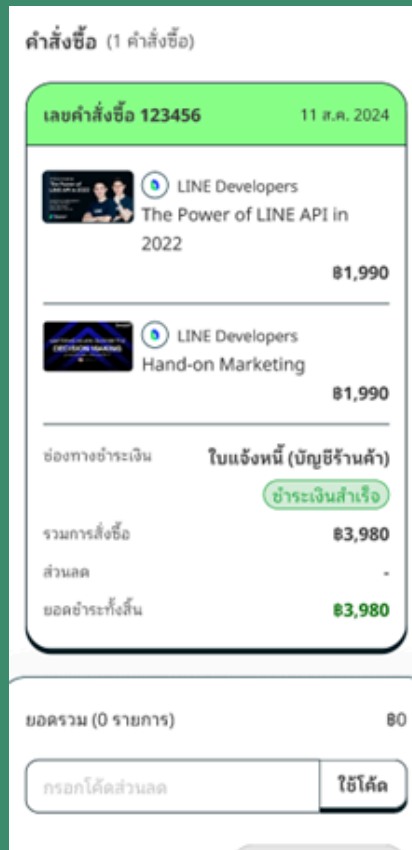 คำสั่งซื้อ (1 คำสั่งซื้อ)
เลขคำสั่งซื้อ 123456 11 ส.ค. 2024
LINE Developers
The Power of LINE API in
2022
฿1,990
LINE Developers
Hand-on Marketing
฿1,990
ช่องทางชำระเงิน ใบแจ้งหนี้ (บัญชีร้านค้า)
ชำระเงินสำเร็จ
รวมการสั่งซื้อ ฿3,980
ส่วนลด -
ยอดชำระทั้งสิ้น ฿3,980
ยอดรวม (0 รายการ) ฿0
กรอกโค้ดส่วนลด ใช้โค้ด